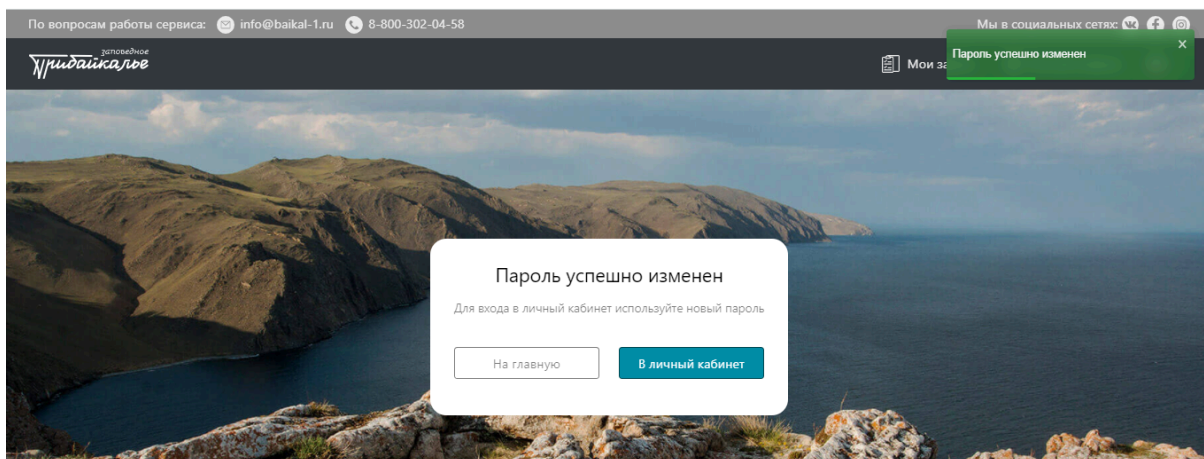 По вопросам работы сервиса: info@baikal-1.ru 8-800-302-04-58 Мы в социальных сетях:
заповедное
Прибайкалье
Мои за
Пароль успешно изменен
Пароль успешно изменен
Для входа в личный кабинет используйте новый пароль
На главную В личный кабинет